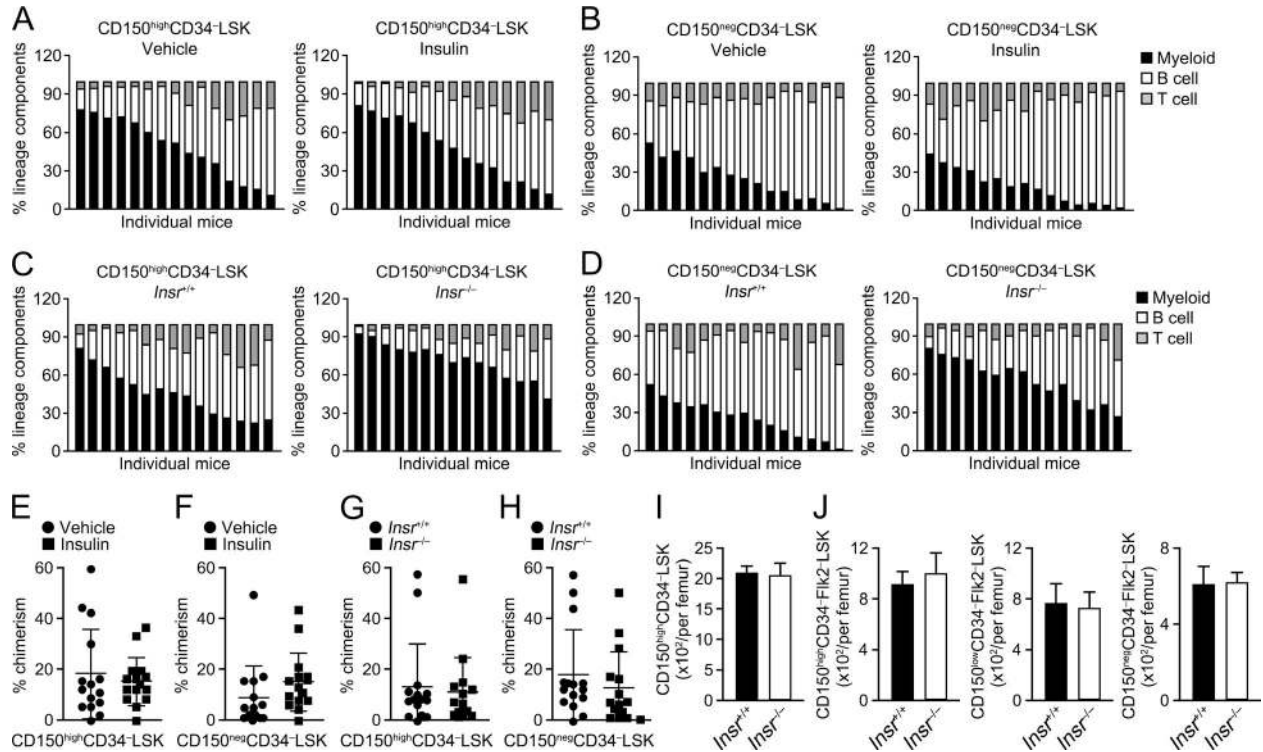 A
CD150highCD34–LSK
Vehicle
CD150highCD34–LSK
Insulin
% lineage components
120
90
60
30
0
% lineage components
120
90
60
30
0
Individual mice
Individual mice
B
CD150negCD34–LSK
Vehicle
CD150negCD34–LSK
Insulin
% lineage components
120
90
60
30
0
% lineage components
120
90
60
30
0
Individual mice
Individual mice
Myeloid
B cell
T cell
C
CD150highCD34–LSK
Insr+/+
CD150highCD34–LSK
Insr–/–
% lineage components
120
90
60
30
0
% lineage components
120
90
60
30
0
Individual mice
Individual mice
D
CD150negCD34–LSK
Insr+/+
CD150negCD34–LSK
Insr–/–
% lineage components
120
90
60
30
0
% lineage components
120
90
60
30
0
Individual mice
Individual mice
Myeloid
B cell
T cell
E
Vehicle
Insulin
% chimerism
60
40
20
0
CD150highCD34–LSK
F
Vehicle
Insulin
% chimerism
60
40
20
0
CD150negCD34–LSK
G
Insr+/+
Insr–/–
% chimerism
60
40
20
0
CD150highCD34–LSK
H
Insr+/+
Insr–/–
% chimerism
60
40
20
0
CD150negCD34–LSK
I
CD150highCD34–LSK
(x10²/per femur)
25
20
15
10
5
0
Insr+/+
Insr–/–
J
CD150highCD34–Flk2–LSK
(x10²/per femur)
12
8
4
0
Insr+/+
Insr–/–
CD150lowCD34–Flk2–LSK
(x10²/per femur)
12
8
4
0
Insr+/+
Insr–/–
CD150negCD34–Flk2–LSK
(x10²/per femur)
8
6
4
2
0
Insr+/+
Insr–/–